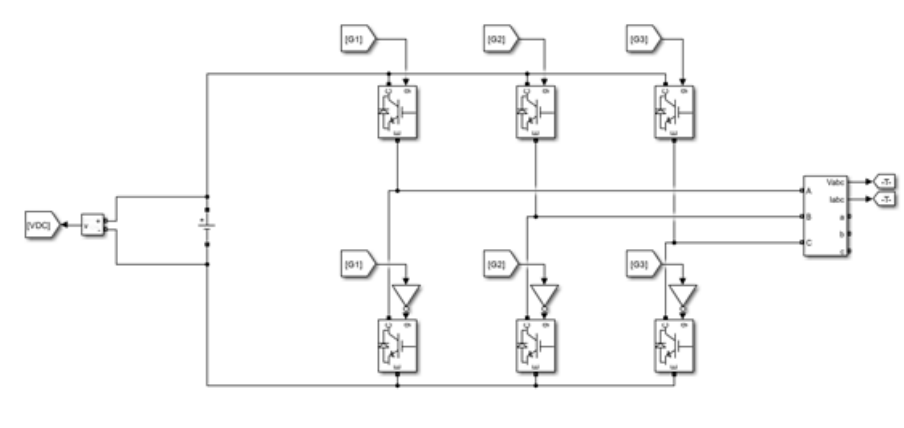 [G1] [G2] [G3]
C g C g C g
E E E
Vabc -T-
A Iabc -T-
[VDC] v + - +
B a
b
C c
[G1] [G2] [G3]
C g C g C g
E E E